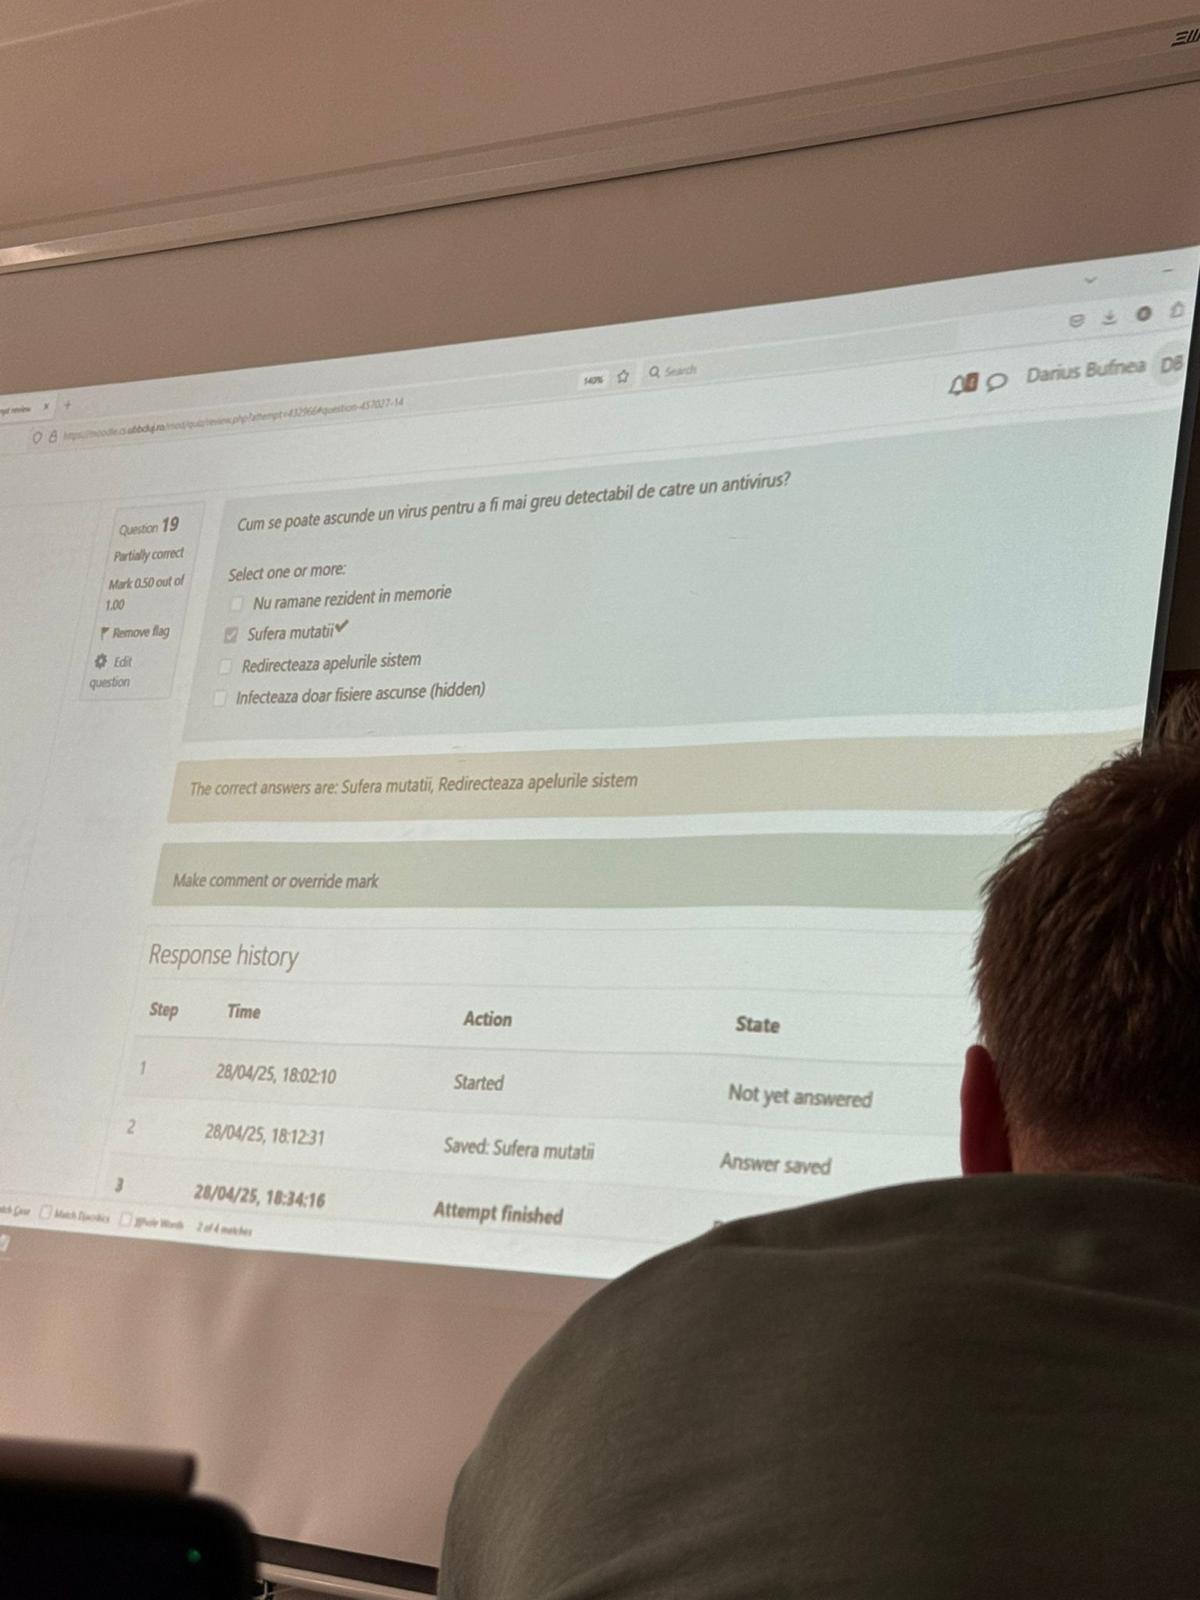 Search
140%
https://moodle.cs.ubbcluj.ro/mod/quiz/review.php?attempt=432966#question-457027-14
Darius Bufnea DB
Question 19
Partially correct
Mark 0.50 out of
1.00
Remove flag
Edit
question
Cum se poate ascunde un virus pentru a fi mai greu detectabil de catre un antivirus?
Select one or more:
Nu ramane rezident in memorie
Sufera mutatii
Redirecteaza apelurile sistem
Infecteaza doar fisiere ascunse (hidden)
The correct answers are: Sufera mutatii, Redirecteaza apelurile sistem
Make comment or override mark
Response history
Step Time Action State
1 28/04/25, 18:02:10 Started Not yet answered
2 28/04/25, 18:12:31 Saved: Sufera mutatii Answer saved
3 28/04/25, 18:34:16 Attempt finished
Case Match Diacritics Whole Words 2 of 4 matches